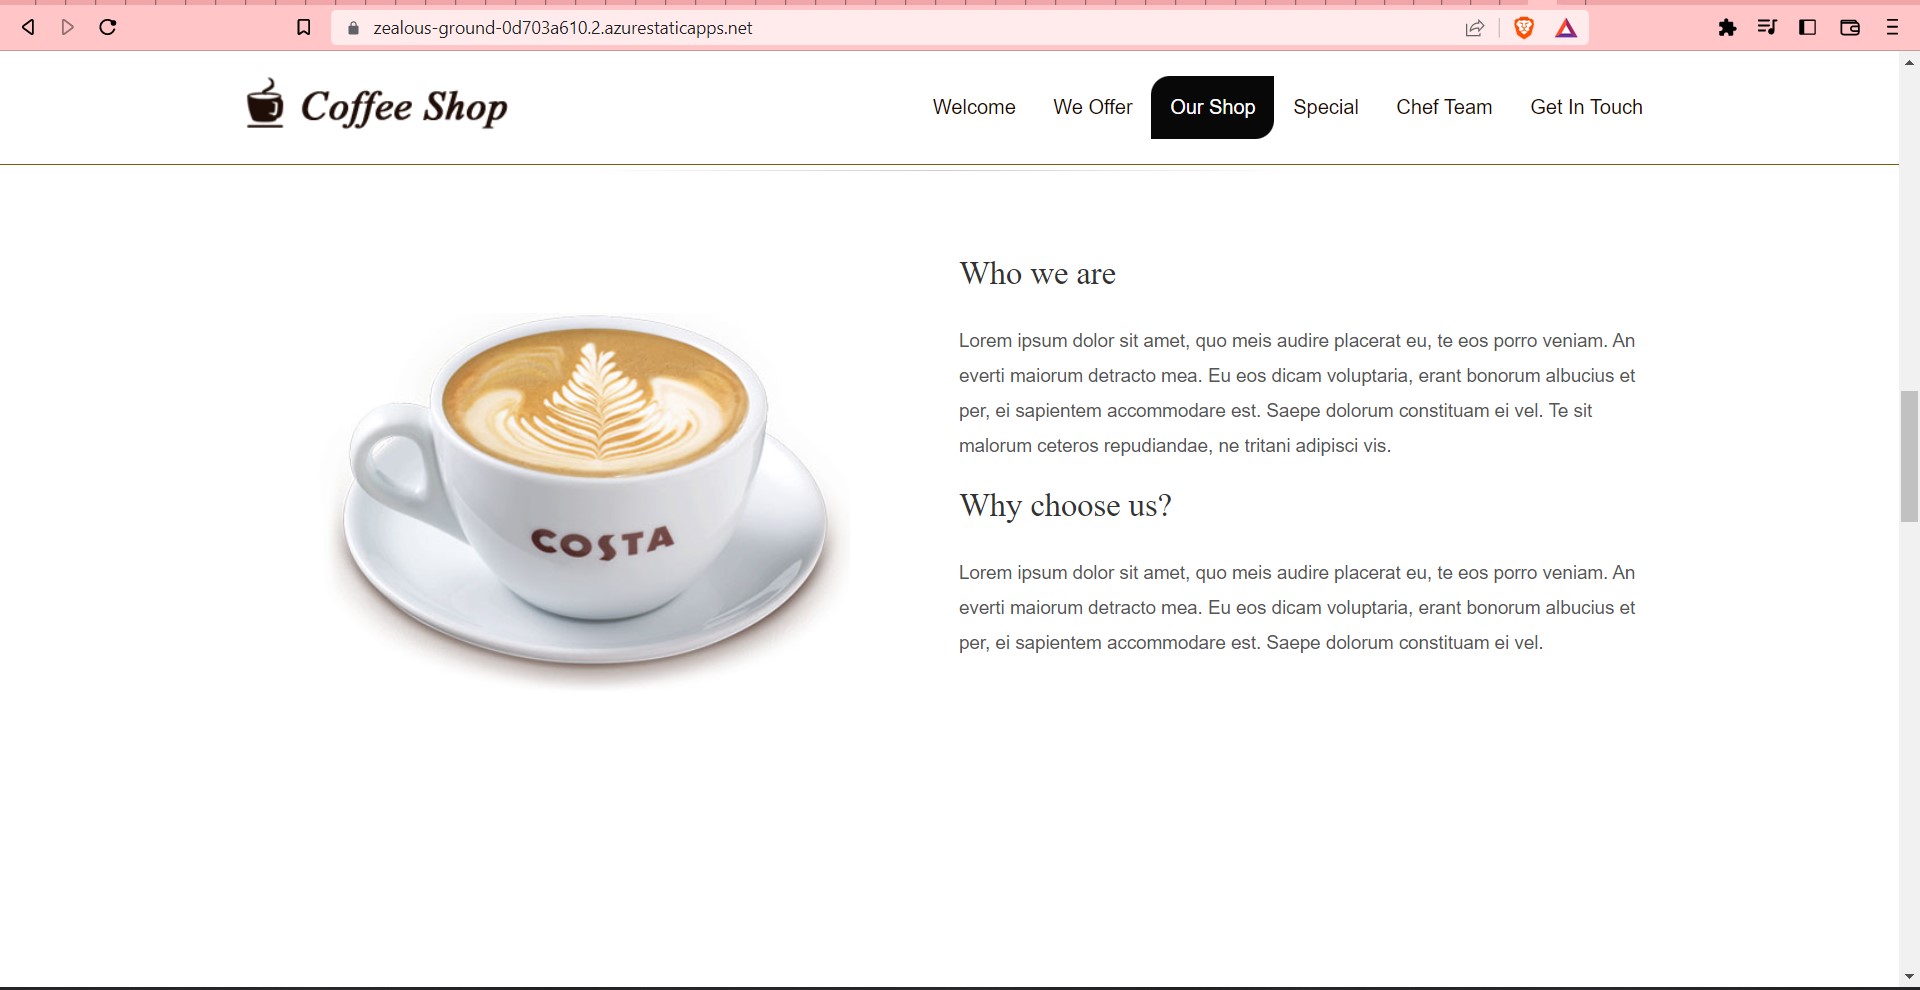 zealous-ground-0d703a610.2.azurestaticapps.net
Coffee Shop
Welcome We Offer Our Shop Special Chef Team Get In Touch
Who we are
Lorem ipsum dolor sit amet, quo meis audire placerat eu, te eos porro veniam. An
everti maiorum detracto mea. Eu eos dicam voluptaria, erant bonorum albucius et
per, ei sapientem accommodare est. Saepe dolorum constituam ei vel. Te sit
malorum ceteros repudiandae, ne tritani adipisci vis.
COSTA
Why choose us?
Lorem ipsum dolor sit amet, quo meis audire placerat eu, te eos porro veniam. An
everti maiorum detracto mea. Eu eos dicam voluptaria, erant bonorum albucius et
per, ei sapientem accommodare est. Saepe dolorum constituam ei vel.